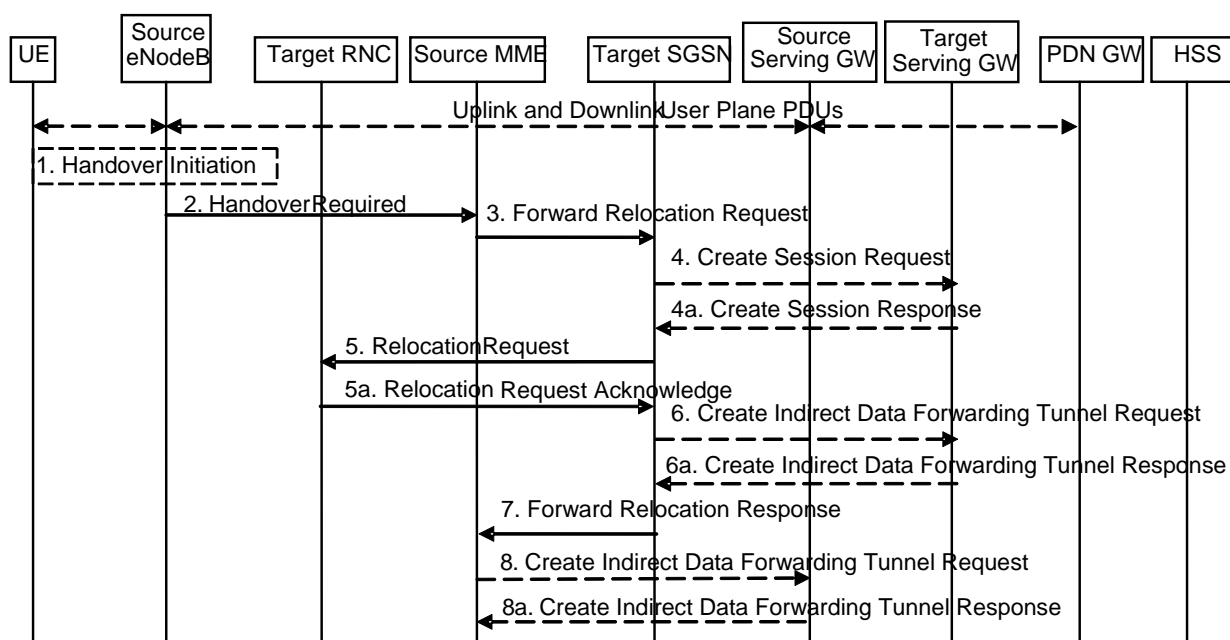 UE
Source
eNodeB
Target RNC
Source MME
Target SGSN
Source
Serving GW
Target
Serving GW
PDN GW
HSS
Uplink and Downlink User Plane PDUs
1. Handover Initiation
2. Handover Required
3. Forward Relocation Request
4. Create Session Request
4a. Create Session Response
5. Relocation Request
5a. Relocation Request Acknowledge
6. Create Indirect Data Forwarding Tunnel Request
6a. Create Indirect Data Forwarding Tunnel Response
7. Forward Relocation Response
8. Create Indirect Data Forwarding Tunnel Request
8a. Create Indirect Data Forwarding Tunnel Response